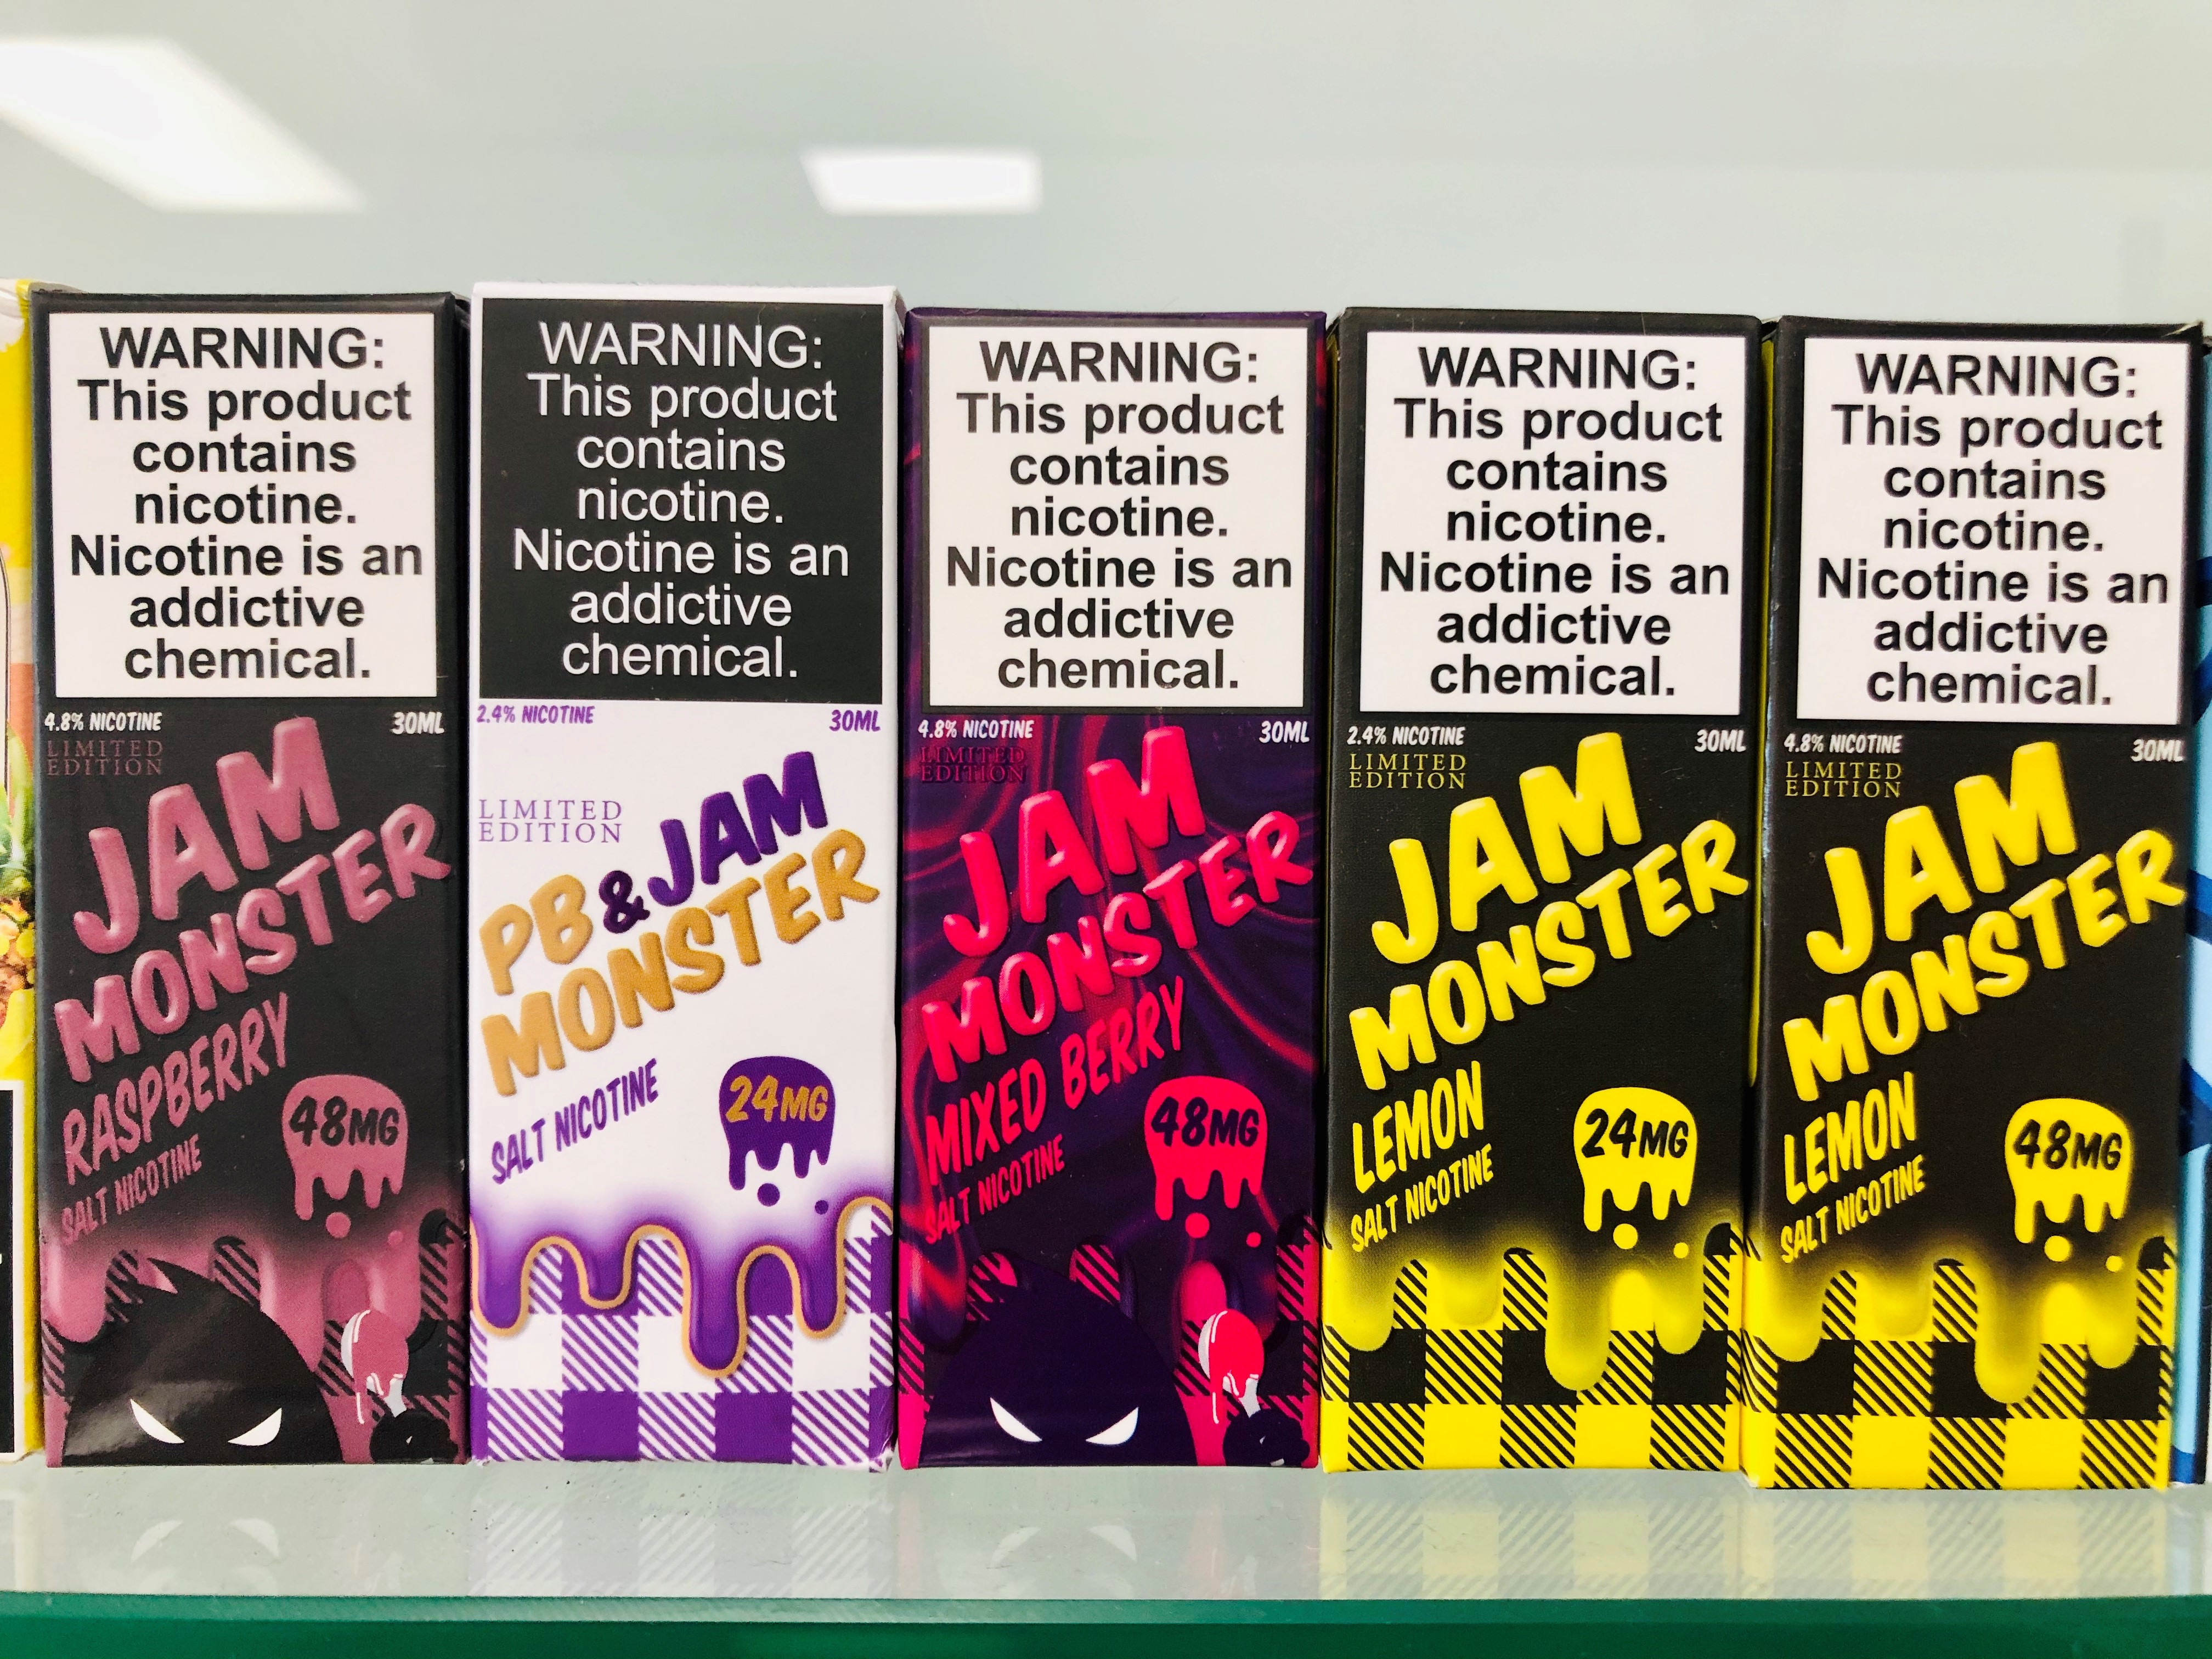 WARNING:
This product
contains
nicotine.
Nicotine is an
addictive
chemical.
4.8% NICOTINE
30ML
LIMITED
EDITION
JAM
MONSTER
RASPBERRY
SALT NICOTINE
48MG
WARNING:
This product
contains
nicotine.
Nicotine is an
addictive
chemical.
2.4% NICOTINE
30ML
LIMITED
EDITION
PB & JAM
MONSTER
SALT NICOTINE
24MG
WARNING:
This product
contains
nicotine.
Nicotine is an
addictive
chemical.
4.8% NICOTINE
30ML
LIMITED
EDITION
JAM
MONSTER
MIXED BERRY
SALT NICOTINE
48MG
WARNING:
This product
contains
nicotine.
Nicotine is an
addictive
chemical.
2.4% NICOTINE
30ML
LIMITED
EDITION
JAM
MONSTER
LEMON
SALT NICOTINE
24MG
WARNING:
This product
contains
nicotine.
Nicotine is an
addictive
chemical.
4.8% NICOTINE
30ML
LIMITED
EDITION
JAM
MONSTER
LEMON
SALT NICOTINE
48MG